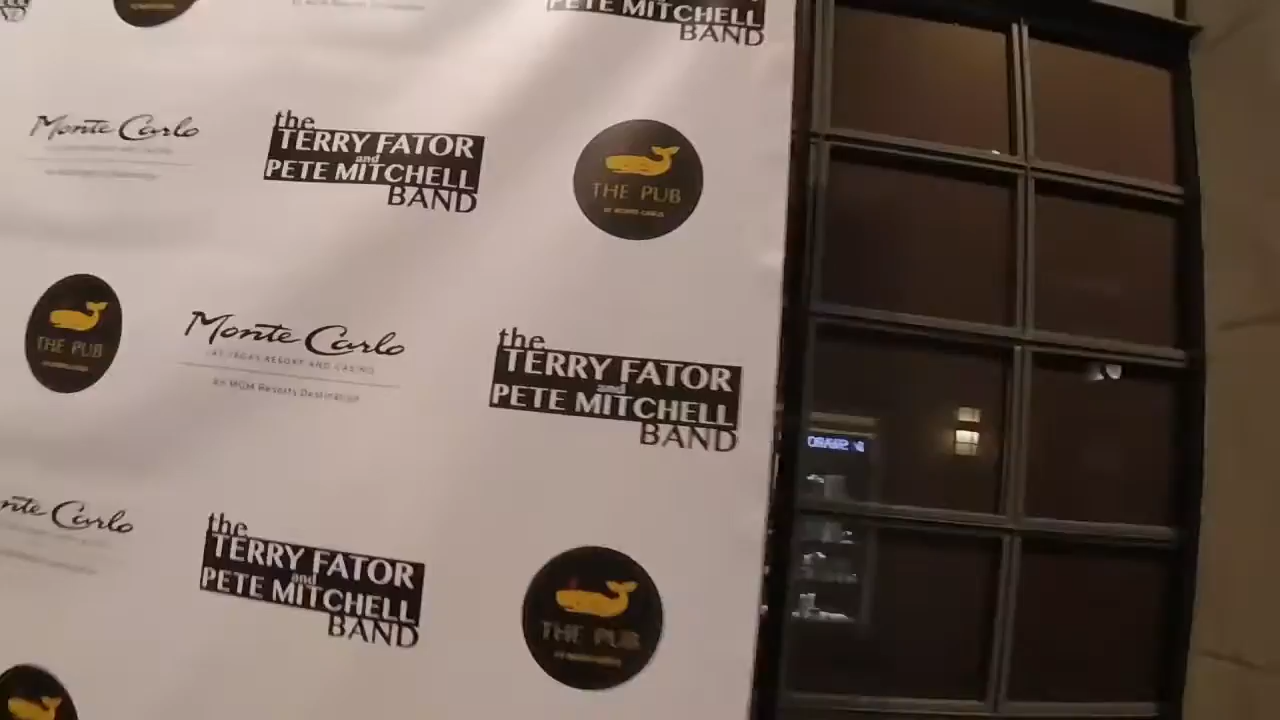 PETE MITCHELL
BAND
Monte Carlo
the
TERRY FATOR
and
PETE MITCHELL
BAND
THE PUB
AT MONTE CARLO
THE PUB
Monte Carlo
LAS VEGAS RESORT AND CASINO
An MGM Resorts Destination
the
TERRY FATOR
and
PETE MITCHELL
BAND
Carlo
the
TERRY FATOR
and
PETE MITCHELL
BAND
THE PUB